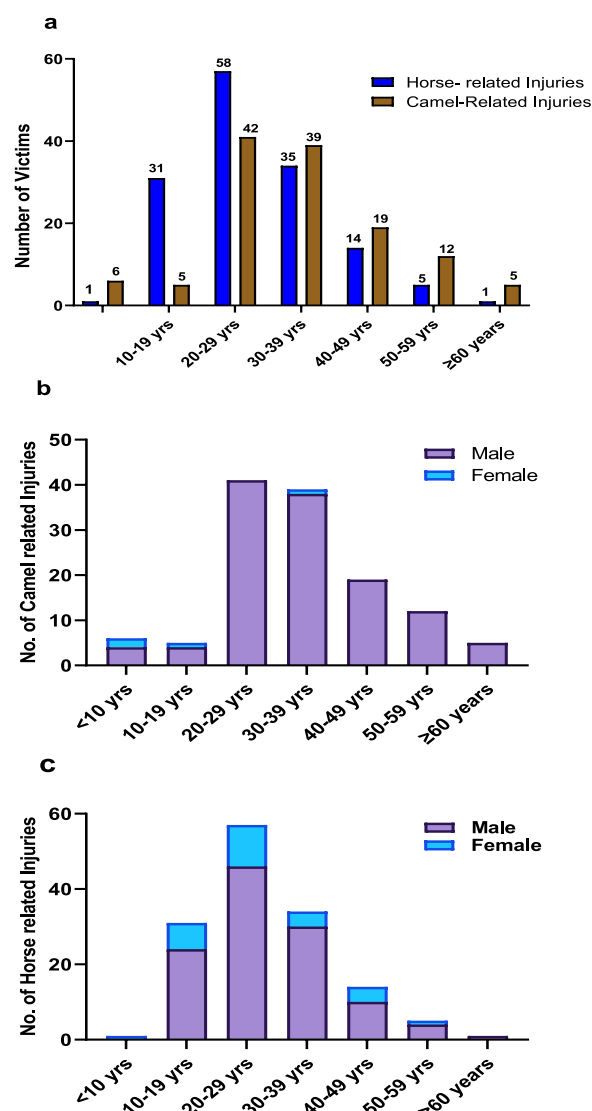 a
Number of Victims
60
40
20
0
1
6
31
5
58
42
35
39
14
19
5
12
1
5
Horse- related Injuries
Camel-Related Injuries
10-19 yrs
20-29 yrs
30-39 yrs
40-49 yrs
50-59 yrs
≥60 years
b
No. of Camel related Injuries
50
40
30
20
10
0
Male
Female
<10 yrs
10-19 yrs
20-29 yrs
30-39 yrs
40-49 yrs
50-59 yrs
≥60 years
c
No. of Horse related Injuries
60
40
20
0
Male
Female
<10 yrs
10-19 yrs
20-29 yrs
30-39 yrs
40-49 yrs
50-59 yrs
≥60 years